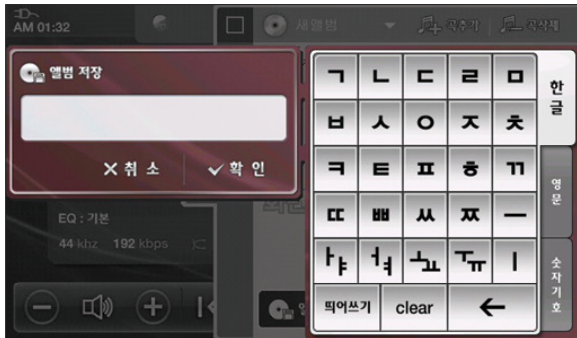 AM 01:32
새앨범
곡추가
곡삭제
앨범 저장
취 소
확 인
EQ : 기본
44 khz 192 kbps
ㄱ ㄴ ㄷ ㄹ ㅁ
ㅂ ㅅ ㅇ ㅈ ㅊ
ㅋ ㅌ ㅍ ㅎ ㄲ
ㄸ ㅃ ㅆ ㅉ ㅡ
ㅏㅑ ㅓㅕ ㅗㅛ ㅜㅠ ㅣ
띄어쓰기 clear
한글
영문
숫자기호